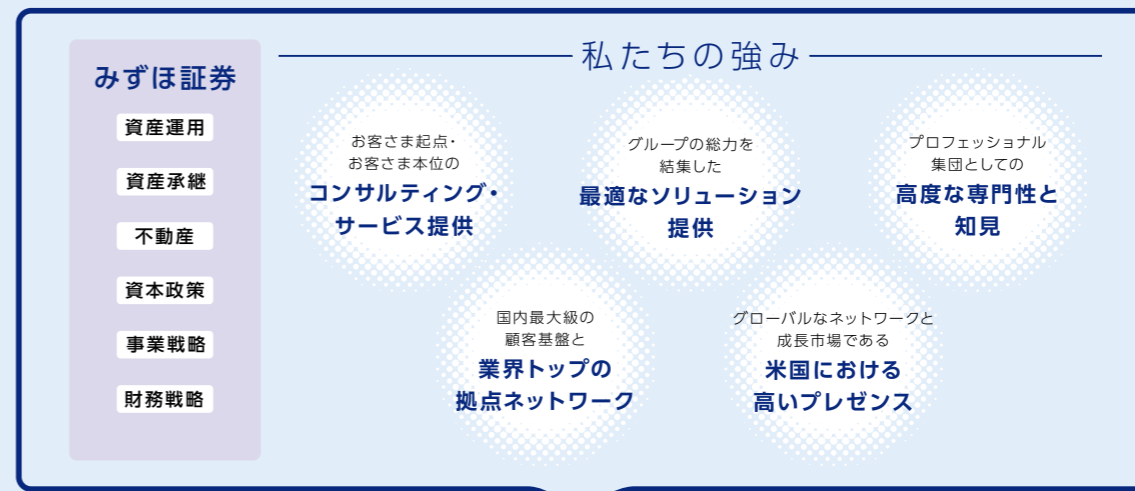 みずほ証券
資産運用
資産承継
不動産
資本政策
事業戦略
財務戦略
私たちの強み
お客さま起点・
お客さま本位の
コンサルティング・
サービス提供
グループの総力を
結集した
最適なソリューション
提供
プロフェッショナル
集団としての
高度な専門性と
知見
国内最大級の
顧客基盤と
業界トップの
拠点ネットワーク
グローバルなネットワークと
成長市場である
米国における
高いプレゼンス